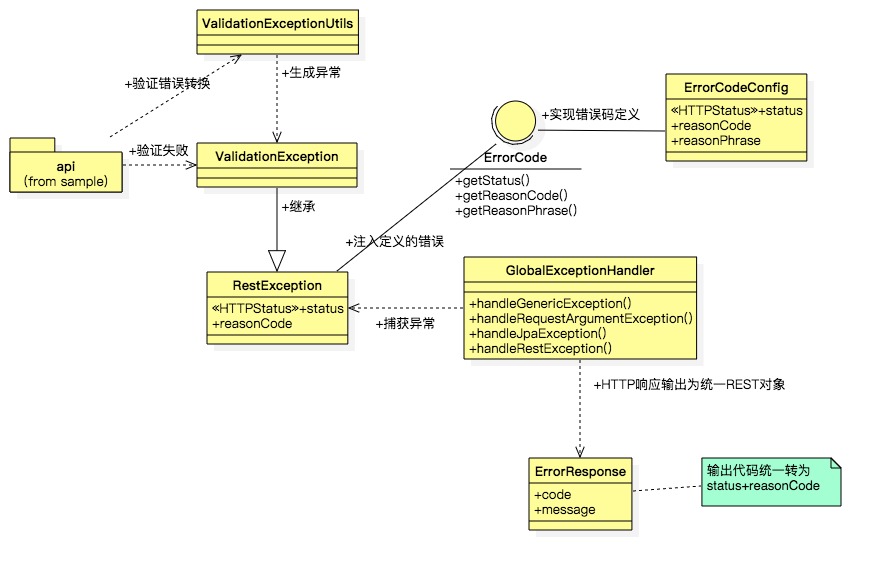 ValidationExceptionUtils
+验证错误转换
+生成异常
ErrorCodeConfig
«HTTPStatus»+status
+reasonCode
+reasonPhrase
+实现错误码定义
api
(from sample)
+验证失败
ValidationException
ErrorCode
+getStatus()
+getReasonCode()
+getReasonPhrase()
+继承
+注入定义的错误
RestException
«HTTPStatus»+status
+reasonCode
GlobalExceptionHandler
+handleGenericException()
+handleRequestArgumentException()
+handleJpaException()
+handleRestException()
+捕获异常
+HTTP响应输出为统一REST对象
ErrorResponse
+code
+message
输出代码统一转为
status+reasonCode